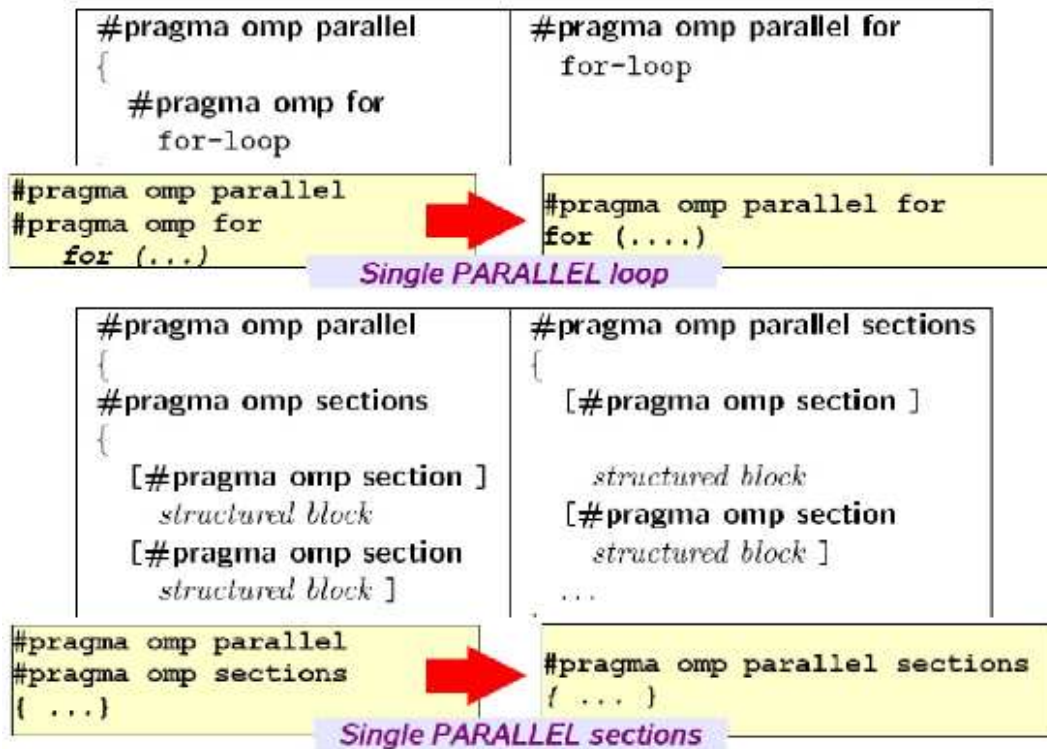 #pragma omp parallel
{
#pragma omp for
for-loop
#pragma omp parallel for
for-loop
#pragma omp parallel
#pragma omp for
for (...)
#pragma omp parallel for
for (....)
Single PARALLEL loop
#pragma omp parallel
{
#pragma omp sections
{
[#pragma omp section ]
structured block
[#pragma omp section
structured block ]
#pragma omp parallel sections
{
[#pragma omp section ]
structured block
[#pragma omp section
structured block ]
...
#pragma omp parallel
#pragma omp sections
{ ...}
#pragma omp parallel sections
{ ... }
Single PARALLEL sections